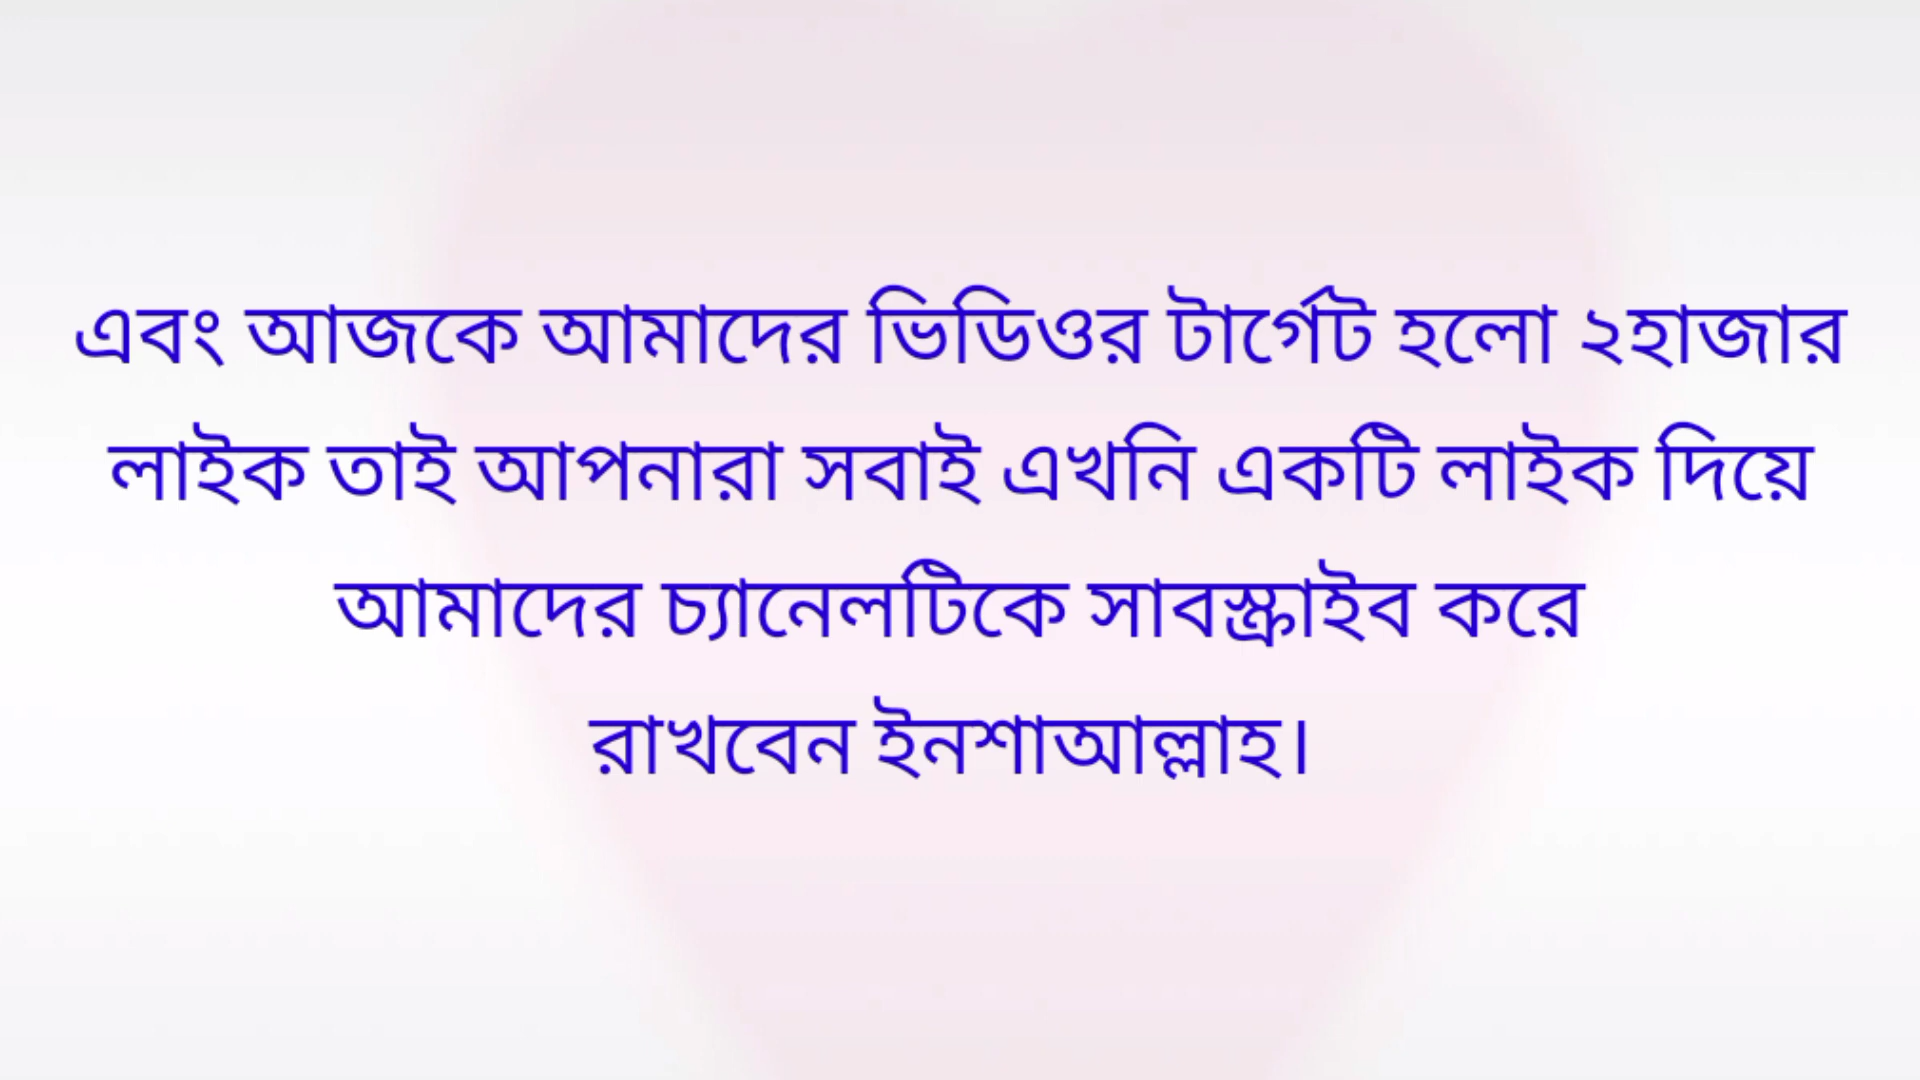 এবং আজকে আমাদের ভিডিওর টার্গেট হলো ২হাজার
লাইক তাই আপনারা সবাই এখনি একটি লাইক দিয়ে
আমাদের চ্যানেলটিকে সাবস্ক্রাইব করে
রাখবেন ইনশাআল্লাহ।